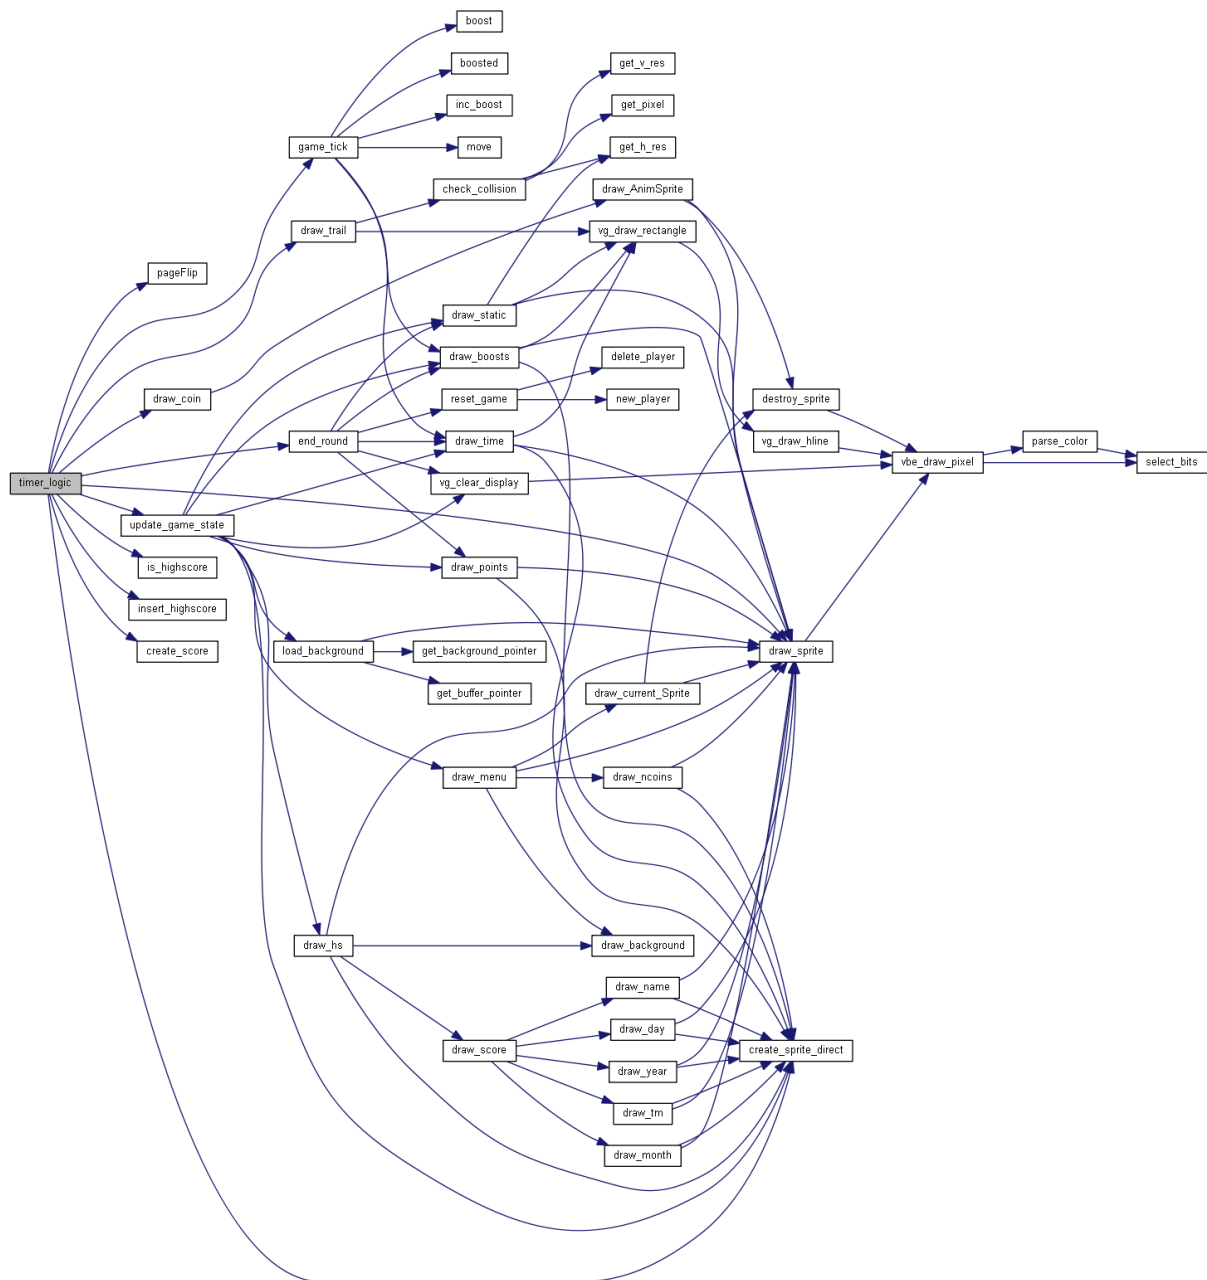 boost
boosted
get_v_res
inc_boost
get_pixel
game_tick
move
get_h_res
check_collision
draw_AnimSprite
draw_trail
vg_draw_rectangle
pageFlip
draw_static
draw_boosts
delete_player
draw_coin
reset_game
new_player
destroy_sprite
end_round
draw_time
vg_draw_hline
parse_color
timer_logic
vg_clear_display
vbe_draw_pixel
select_bits
update_game_state
is_highscore
draw_points
insert_highscore
create_score
load_background
get_background_pointer
draw_sprite
get_buffer_pointer
draw_current_Sprite
draw_menu
draw_ncoins
draw_hs
draw_background
draw_name
draw_day
draw_score
create_sprite_direct
draw_year
draw_tm
draw_month